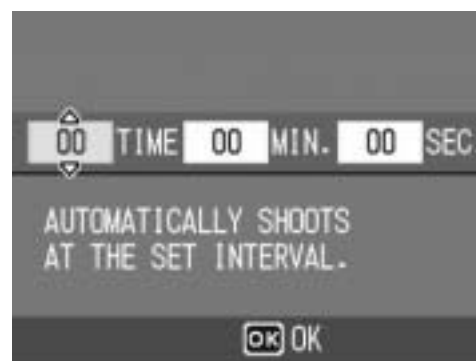 00 TIME 00 MIN. 00 SEC.
AUTOMATICALLY SHOOTS
AT THE SET INTERVAL.
OK OK